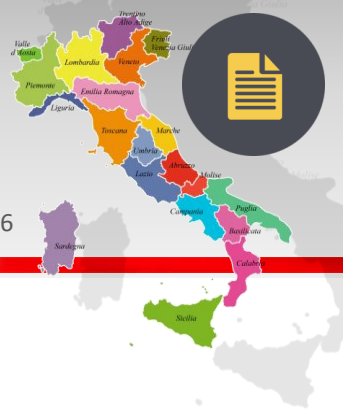 Trentino
Alto Adige
Friuli
Venezia Giuli
Valle
d'Aosta
Lombardia
Veneto
Piemonte
Emilia Romagna
Liguria
Toscana
Marche
Umbria
Abruzzo
Lazio
Molise
Puglia
Campania
6
Basilicata
Sardegna
Calabria
Sicilia